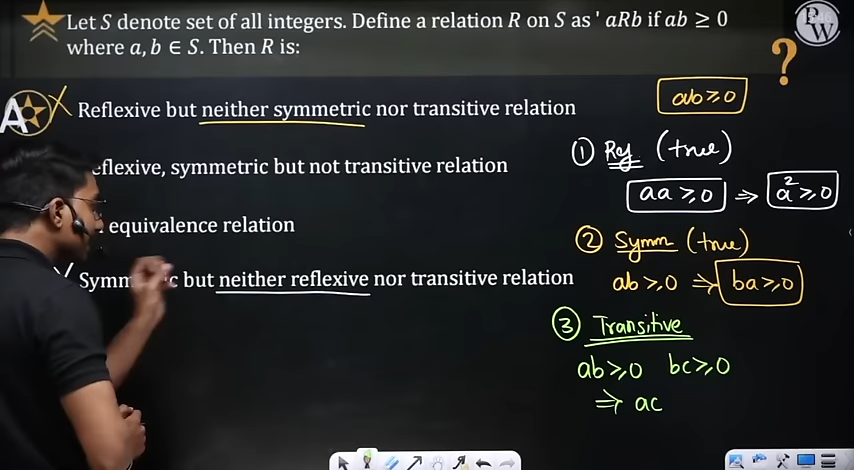 Let S denote set of all integers. Define a relation R on S as ' aRb if ab ≥ 0
where a, b ∈ S. Then R is:
PW
?
ab ≥ 0
A
Reflexive but neither symmetric nor transitive relation
① Ref (true)
eflexive, symmetric but not transitive relation
aa ≥ 0 ⇒ a² ≥ 0
equivalence relation
② Symm (true)
Symm c but neither reflexive nor transitive relation
ab ≥ 0 ⇒ ba ≥ 0
③ Transitive
ab ≥ 0 bc ≥ 0
⇒ ac